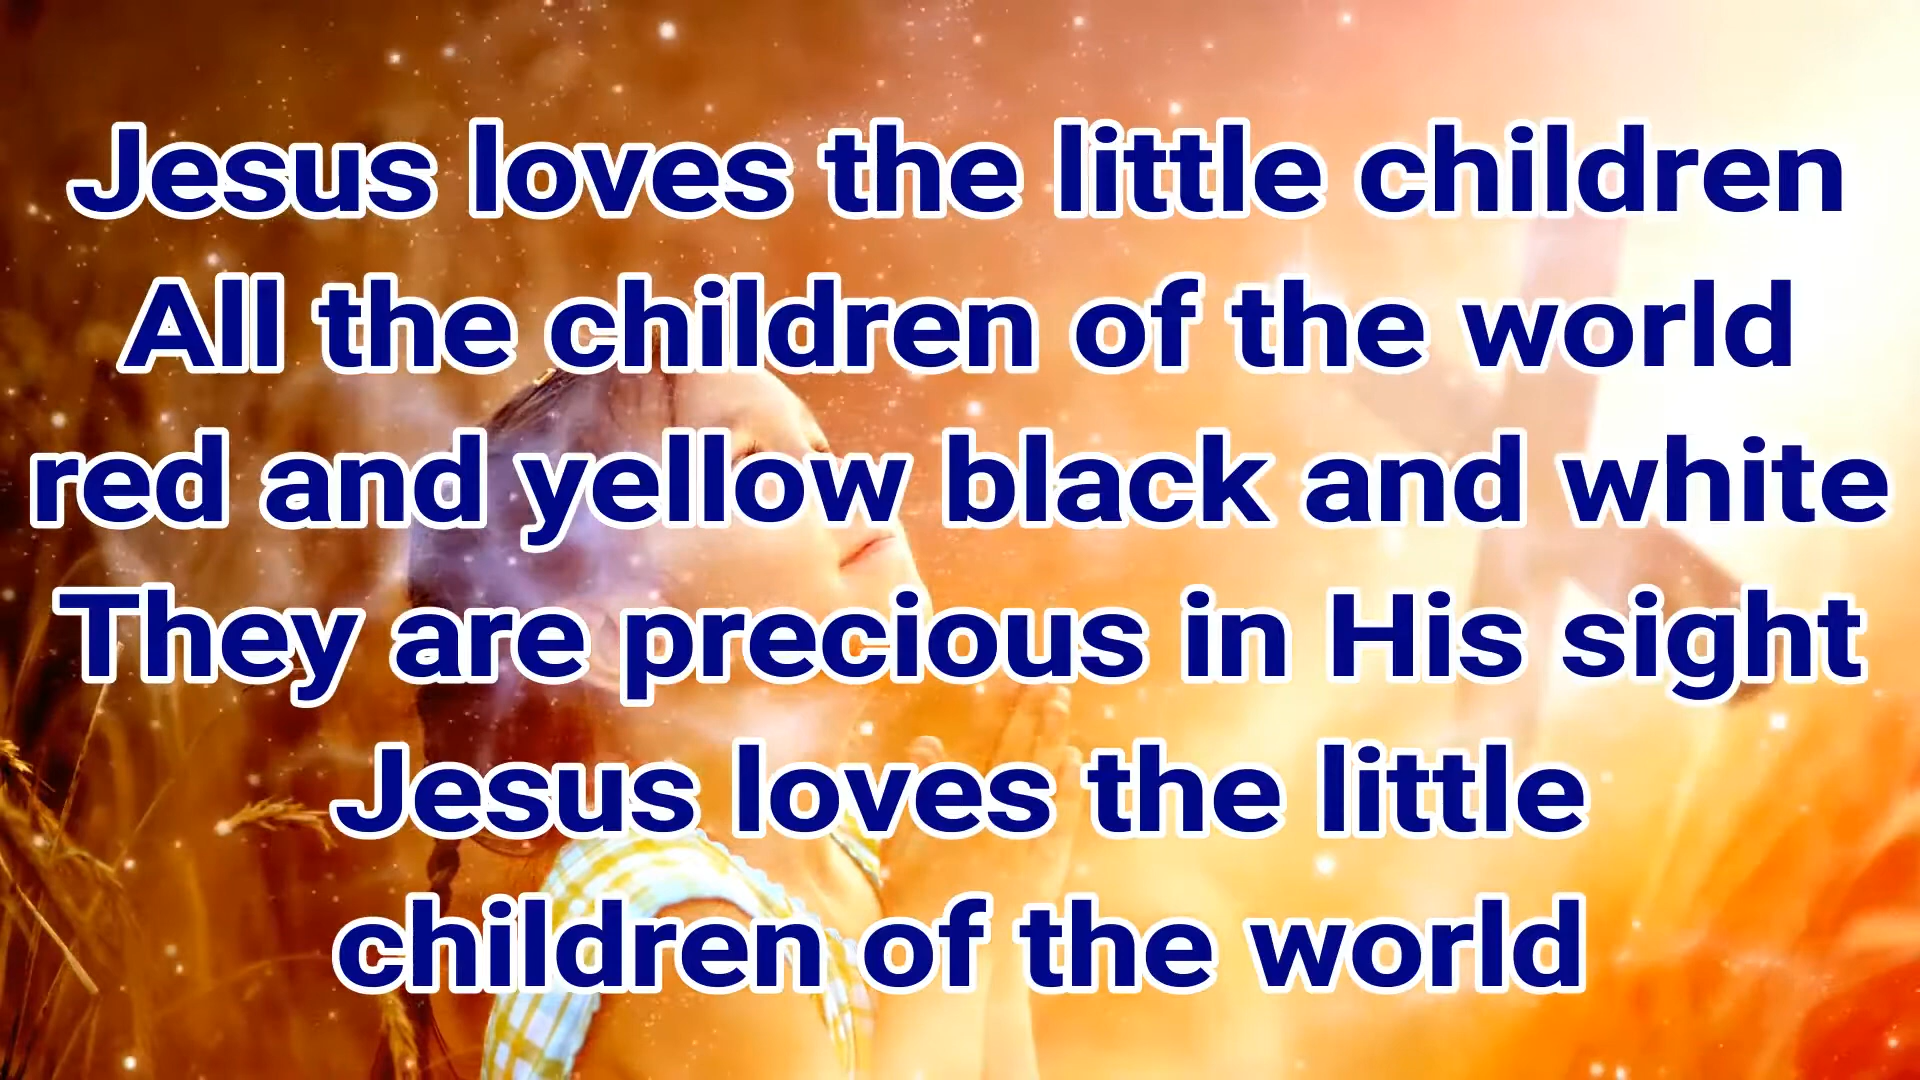 Jesus loves the little children
All the children of the world
red and yellow black and white
They are precious in His sight
Jesus loves the little
children of the world